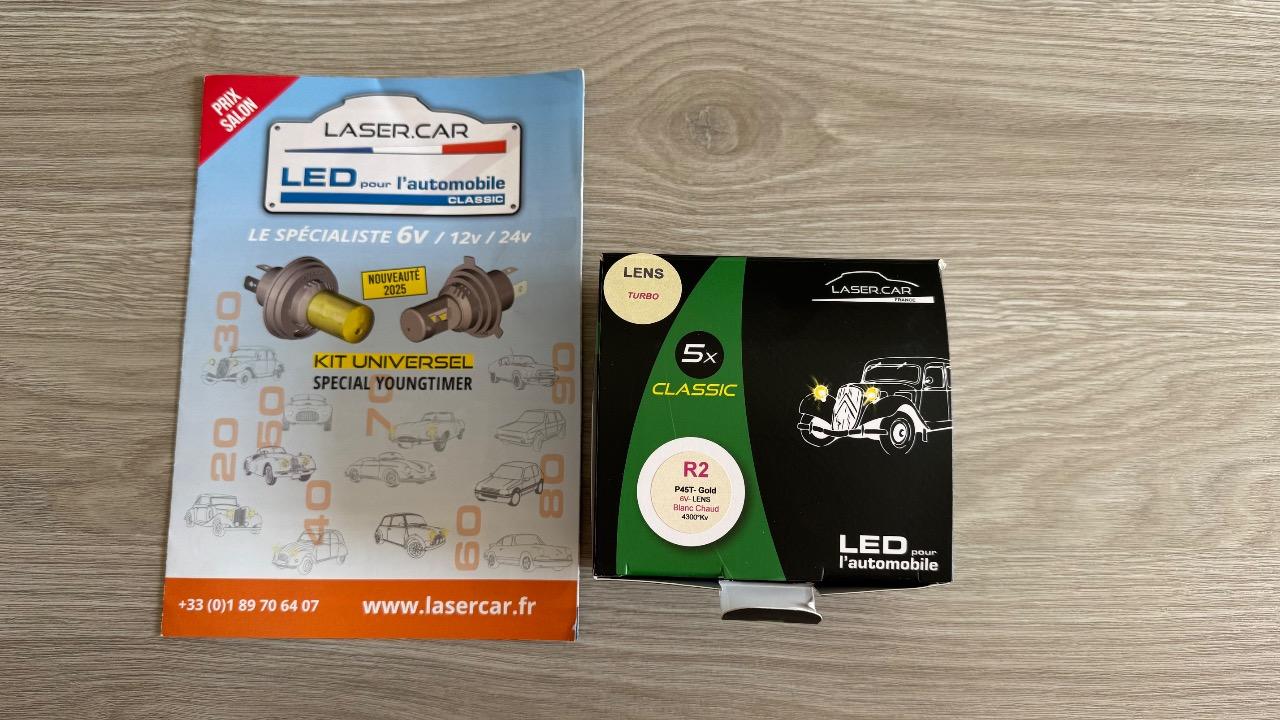 PRIX
SALON
LASER.CAR
LED pour l'automobile
CLASSIC
LE SPÉCIALISTE 6v / 12v / 24v
NOUVEAUTÉ
2025
KIT UNIVERSEL
SPECIAL YOUNGTIMER
30
50
70
90
20
40
60
80
+33 (0)1 89 70 64 07
www.lasercar.fr
LENS
TURBO
LASER.CAR
FRANCE
5x
CLASSIC
R2
P45T- Gold
6V- LENS
Blanc Chaud
4300°Kv
LED pour
l'automobile